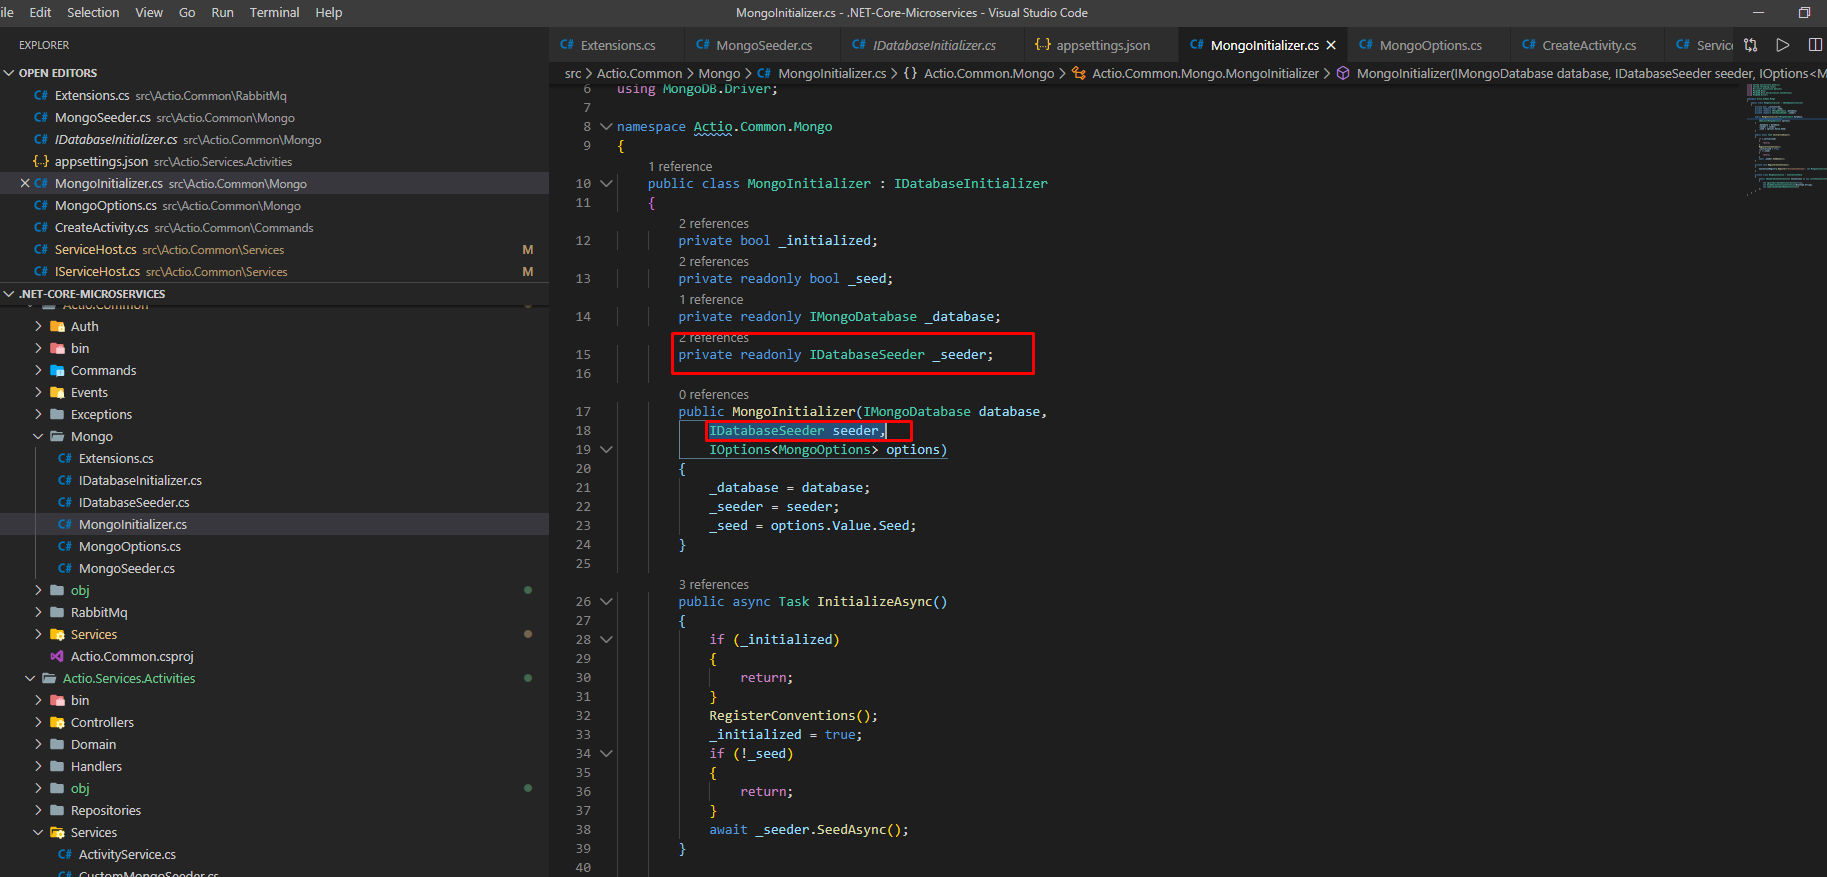 ile Edit Selection View Go Run Terminal Help
MongoInitializer.cs - .NET-Core-Microservices - Visual Studio Code
EXPLORER
OPEN EDITORS
C# Extensions.cs src\Actio.Common\RabbitMq
C# MongoSeeder.cs src\Actio.Common\Mongo
C# IDatabaseInitializer.cs src\Actio.Common\Mongo
{..} appsettings.json src\Actio.Services.Activities
C# MongoInitializer.cs src\Actio.Common\Mongo
C# MongoOptions.cs src\Actio.Common\Mongo
C# CreateActivity.cs src\Actio.Common\Commands
C# ServiceHost.cs src\Actio.Common\Services M
C# IServiceHost.cs src\Actio.Common\Services M
.NET-CORE-MICROSERVICES
Actio.Common
Auth
bin
Commands
Events
Exceptions
Mongo
C# Extensions.cs
C# IDatabaseInitializer.cs
C# IDatabaseSeeder.cs
C# MongoInitializer.cs
C# MongoOptions.cs
C# MongoSeeder.cs
obj
RabbitMq
Services
Actio.Common.csproj
Actio.Services.Activities
bin
Controllers
Domain
Handlers
obj
Repositories
Services
C# ActivityService.cs
C# CustomMongoSeeder.cs
C# Extensions.cs C# MongoSeeder.cs C# IDatabaseInitializer.cs {..} appsettings.json C# MongoInitializer.cs C# MongoOptions.cs C# CreateActivity.cs C# Servic
src > Actio.Common > Mongo > C# MongoInitializer.cs > {} Actio.Common.Mongo > Actio.Common.Mongo.MongoInitializer > MongoInitializer(IMongoDatabase database, IDatabaseSeeder seeder, IOptions<M
6 using MongoDB.Driver;
7
8 namespace Actio.Common.Mongo
9 {
1 reference
10 public class MongoInitializer : IDatabaseInitializer
11 {
2 references
12 private bool _initialized;
2 references
13 private readonly bool _seed;
1 reference
14 private readonly IMongoDatabase _database;
2 references
15 private readonly IDatabaseSeeder _seeder;
16
0 references
17 public MongoInitializer(IMongoDatabase database,
18 IDatabaseSeeder seeder,
19 IOptions<MongoOptions> options)
20 {
21 _database = database;
22 _seeder = seeder;
23 _seed = options.Value.Seed;
24 }
25
3 references
26 public async Task InitializeAsync()
27 {
28 if (_initialized)
29 {
30 return;
31 }
32 RegisterConventions();
33 _initialized = true;
34 if (!_seed)
35 {
36 return;
37 }
38 await _seeder.SeedAsync();
39 }
40